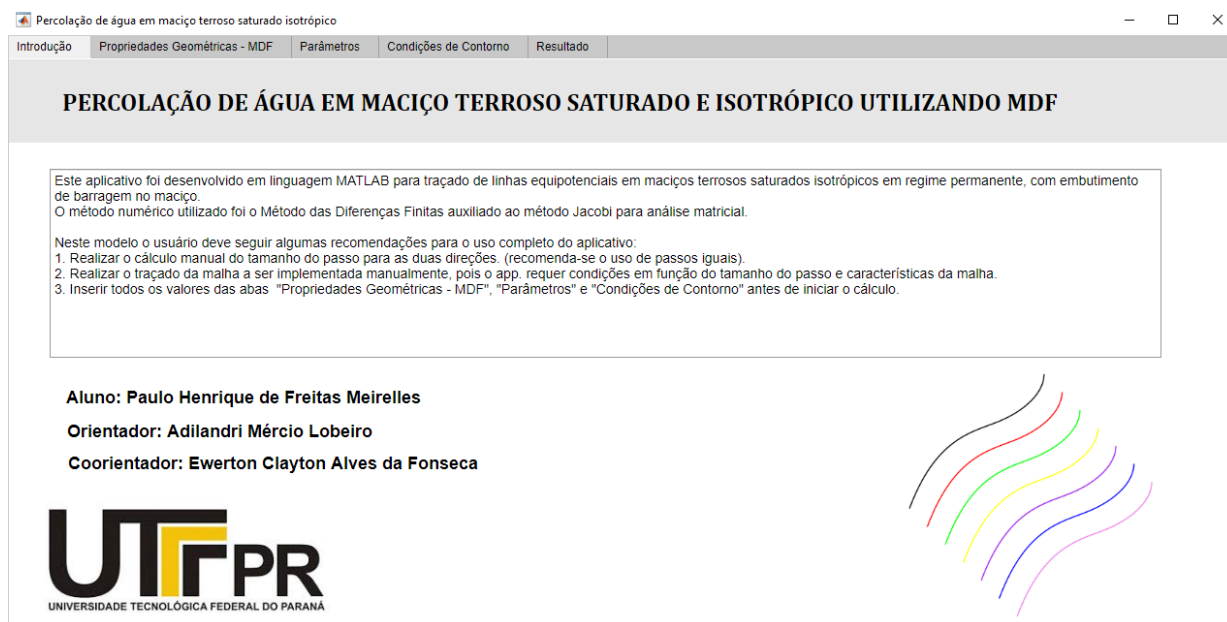 Percolação de água em maciço terroso saturado isotrópico
Introdução Propriedades Geométricas - MDF Parâmetros Condições de Contorno Resultado
PERCOLAÇÃO DE ÁGUA EM MACIÇO TERROSO SATURADO E ISOTRÓPICO UTILIZANDO MDF
Este aplicativo foi desenvolvido em linguagem MATLAB para traçado de linhas equipotenciais em maciços terrosos saturados isotrópicos em regime permanente, com embutimento
de barragem no maciço.
O método numérico utilizado foi o Método das Diferenças Finitas auxiliado ao método Jacobi para análise matricial.
Neste modelo o usuário deve seguir algumas recomendações para o uso completo do aplicativo:
1. Realizar o cálculo manual do tamanho do passo para as duas direções. (recomenda-se o uso de passos iguais).
2. Realizar o traçado da malha a ser implementada manualmente, pois o app. requer condições em função do tamanho do passo e características da malha.
3. Inserir todos os valores das abas "Propriedades Geométricas - MDF", "Parâmetros" e "Condições de Contorno" antes de iniciar o cálculo.
Aluno: Paulo Henrique de Freitas Meirelles
Orientador: Adilandri Mércio Lobeiro
Coorientador: Ewerton Clayton Alves da Fonseca
UTFPR
UNIVERSIDADE TECNOLÓGICA FEDERAL DO PARANÁ